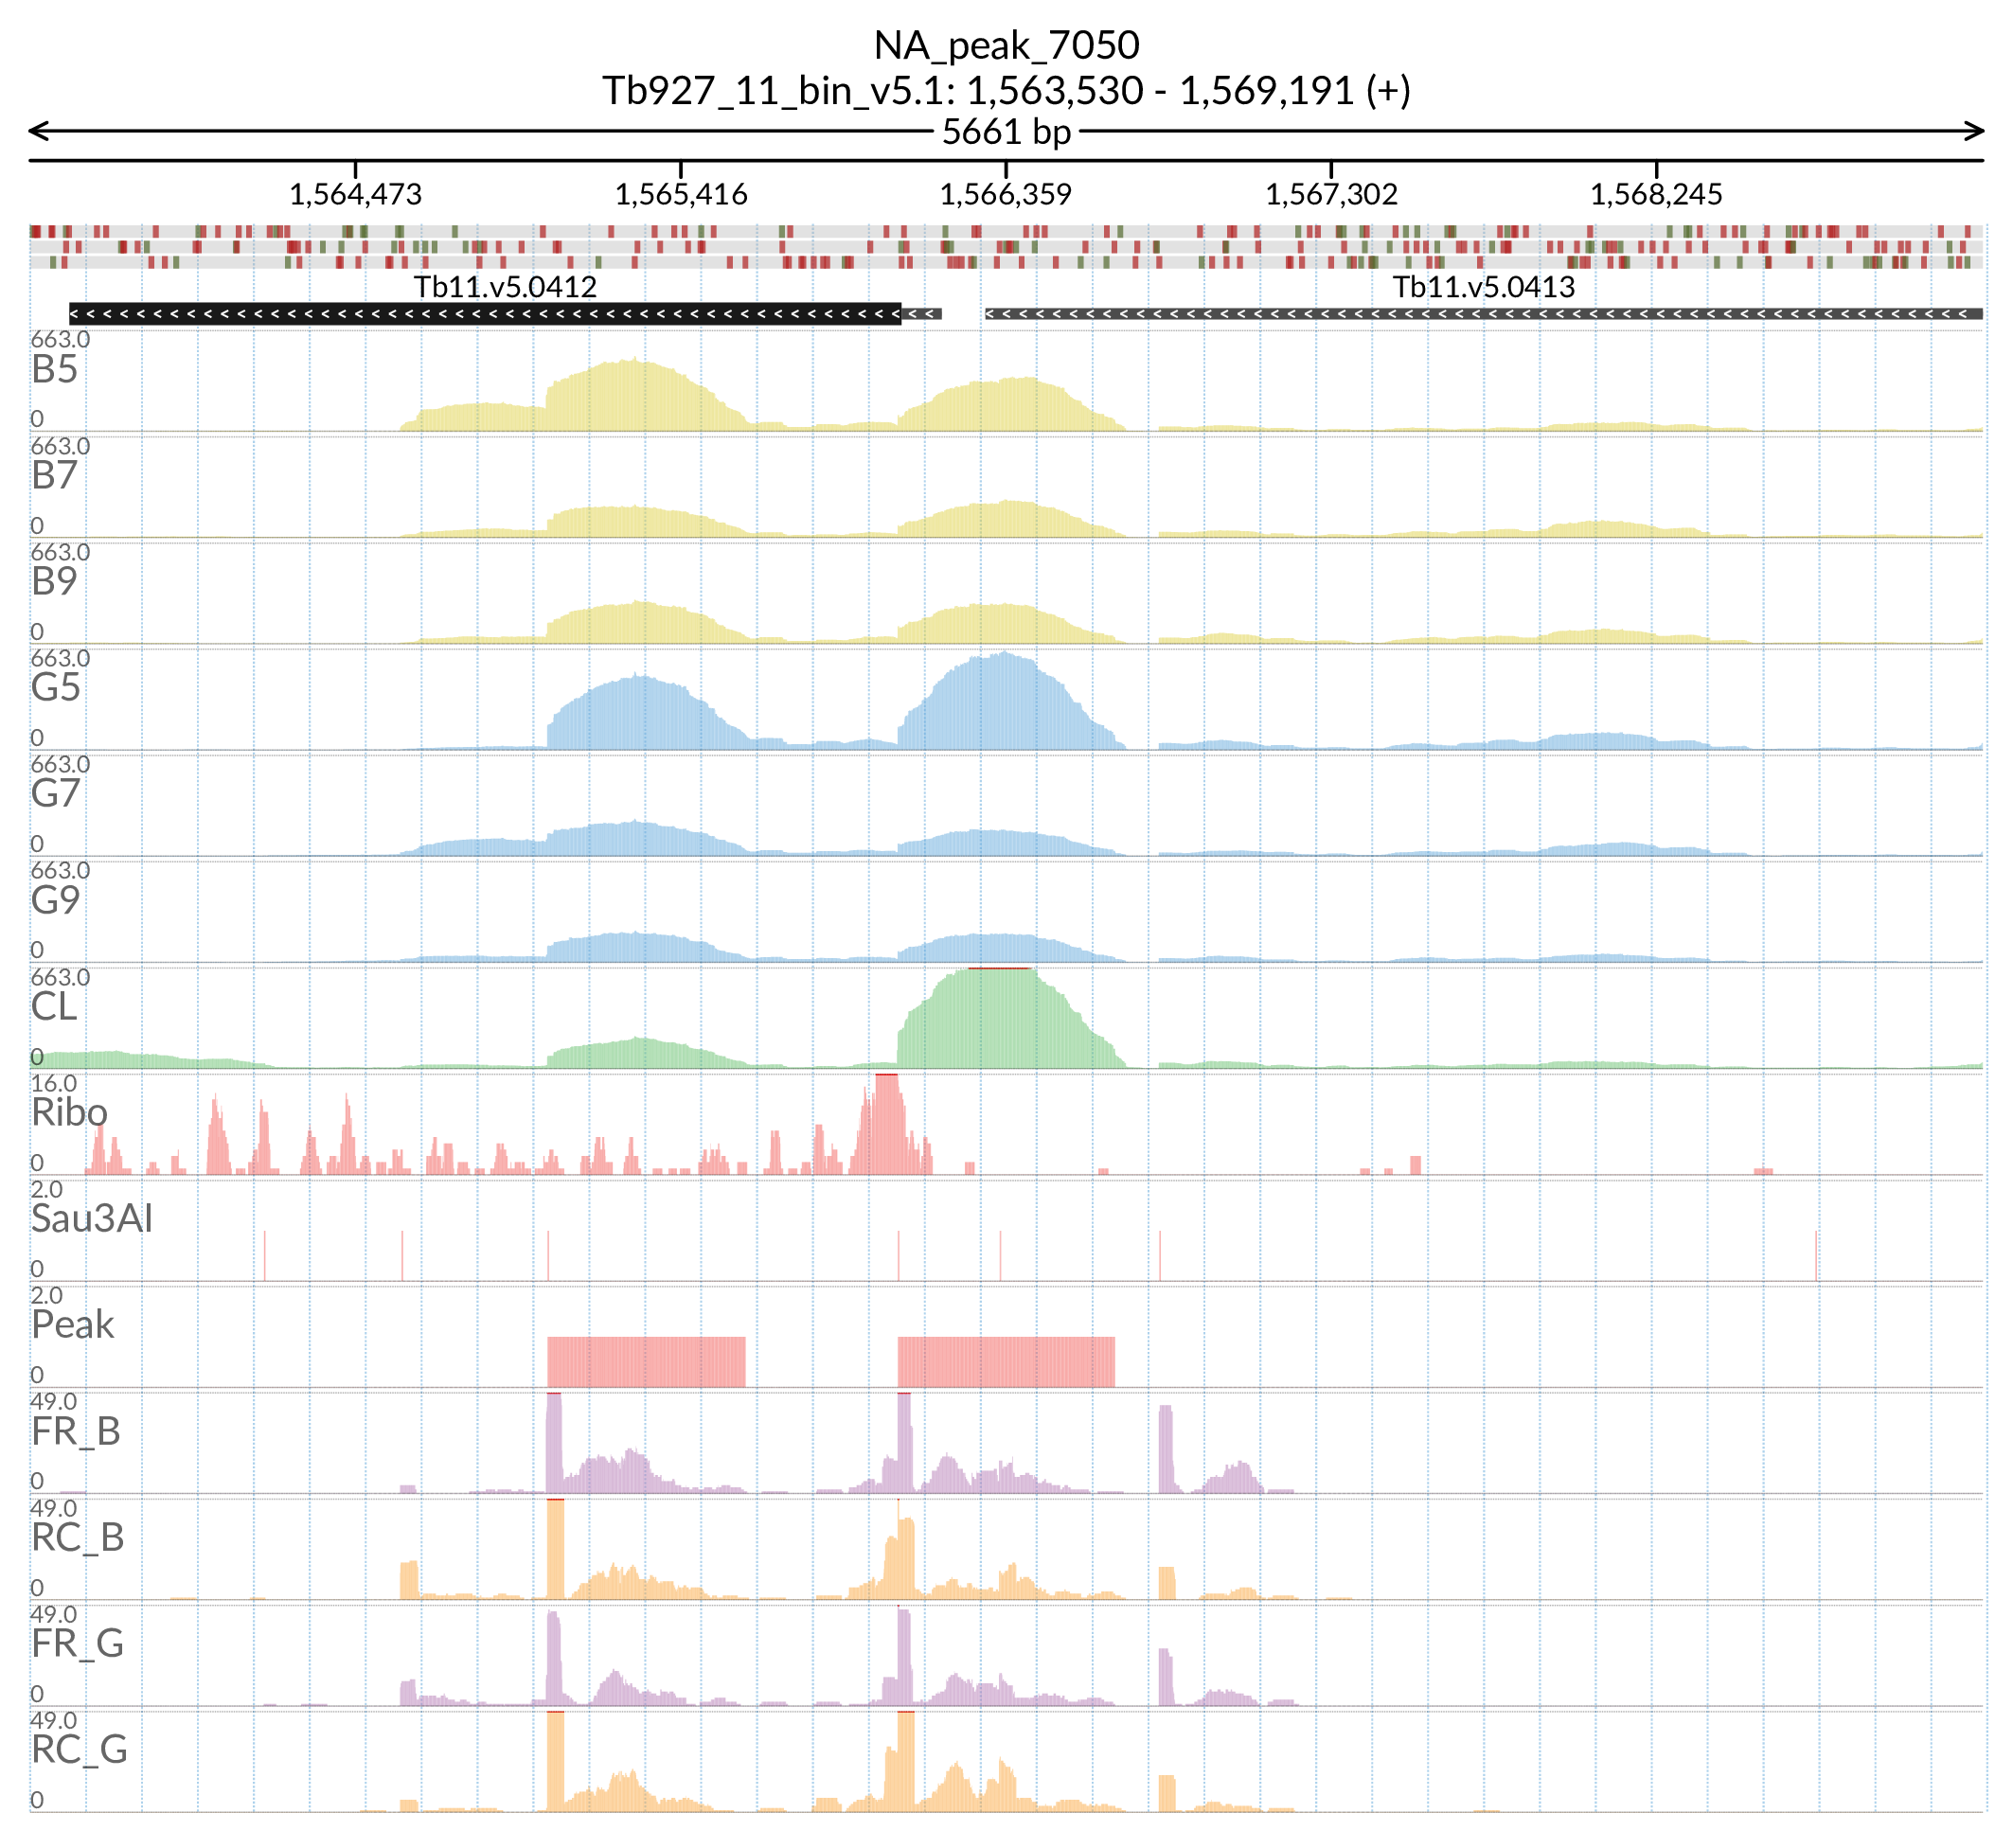 NA_peak_7050
Tb927_11_bin_v5.1: 1,563,530 - 1,569,191 (+)
5661 bp
1,564,473 1,565,416 1,566,359 1,567,302 1,568,245
Tb11.v5.0412 Tb11.v5.0413
663.0
B5
0
663.0
B7
0
663.0
B9
0
663.0
G5
0
663.0
G7
0
663.0
G9
0
663.0
CL
0
16.0
Ribo
0
2.0
Sau3AI
0
2.0
Peak
0
49.0
FR_B
0
49.0
RC_B
0
49.0
FR_G
0
49.0
RC_G
0